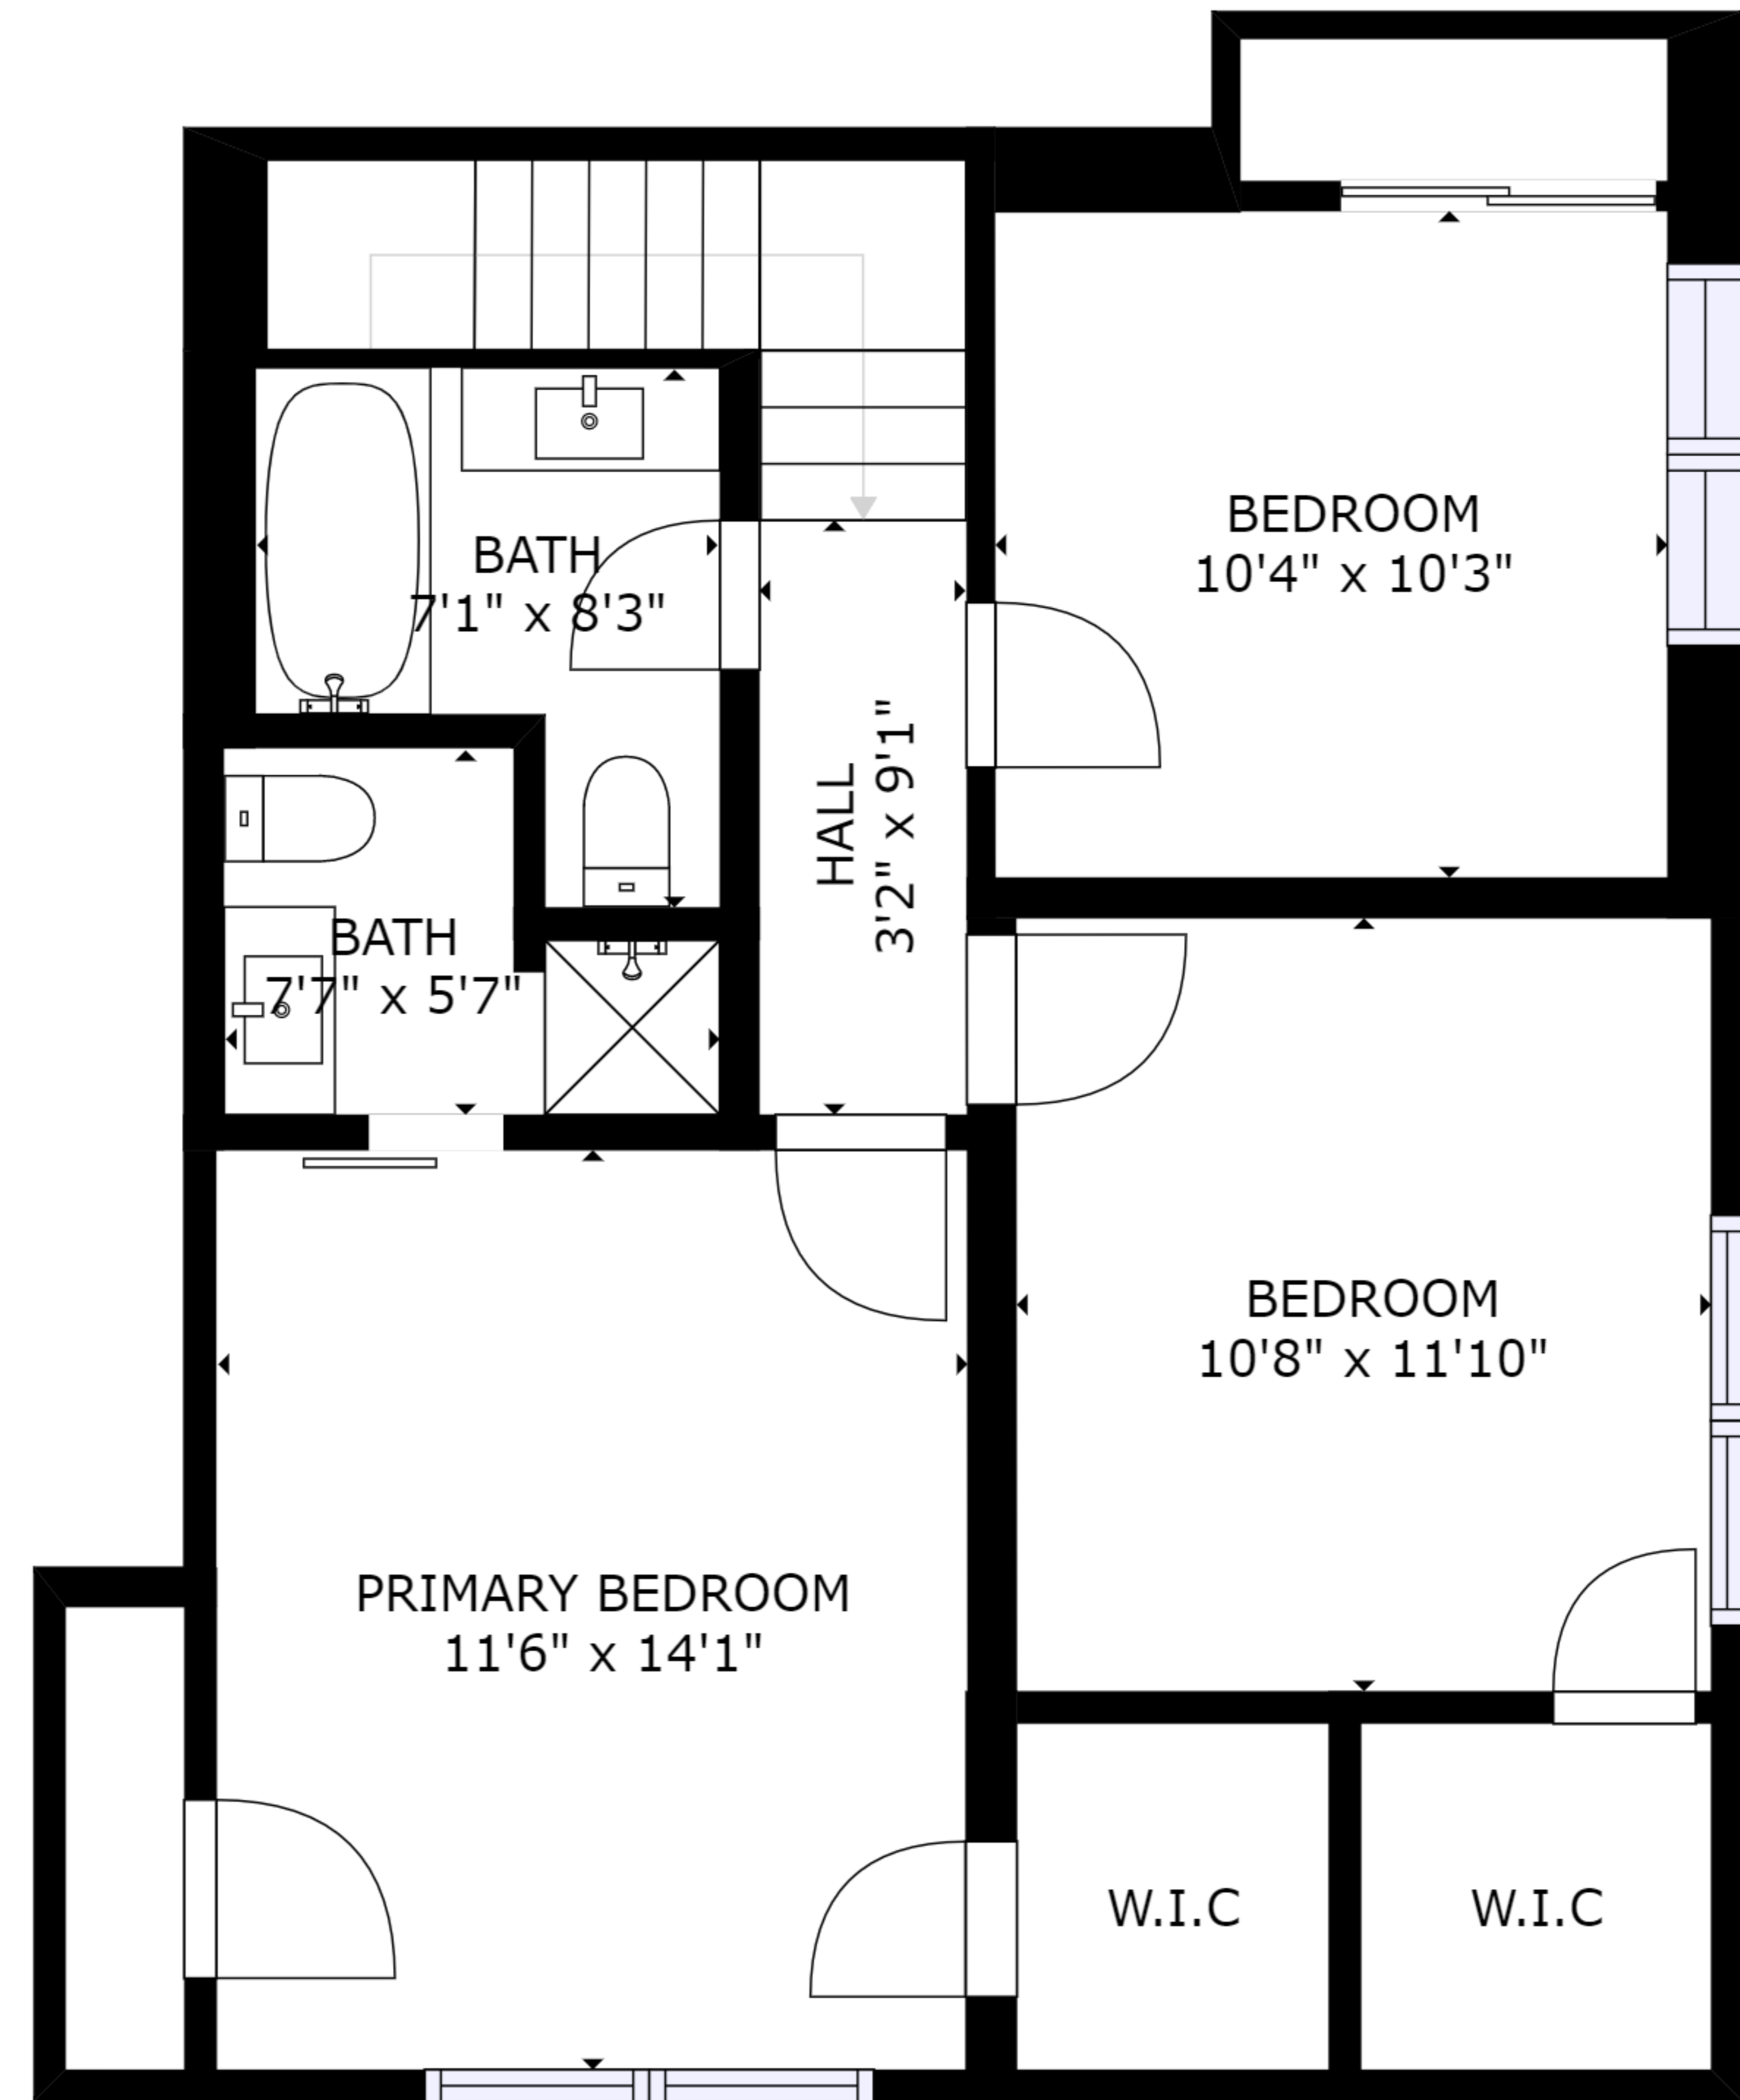 BEDROOM
10'4" x 10'3"
BATH
7'1" x 8'3"
HALL
3'2" x 9'1"
BATH
7'7" x 5'7"
BEDROOM
10'8" x 11'10"
PRIMARY BEDROOM
11'6" x 14'1"
W.I.C
W.I.C